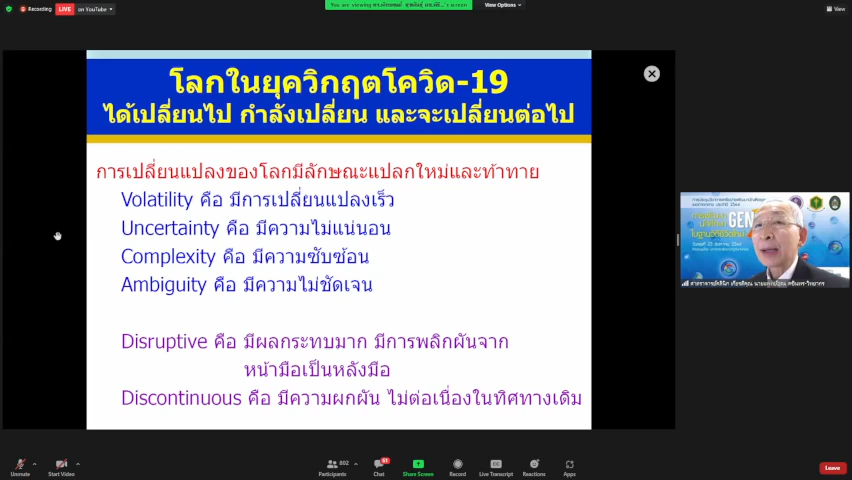 Recording
LIVE
on YouTube
You are viewing
screen
View Options
View
โลกในยุควิกฤตโควิด-19
ได้เปลี่ยนไป กำลังเปลี่ยน และจะเปลี่ยนต่อไป
การเปลี่ยนแปลงของโลกมีลักษณะแปลกใหม่และท้าทาย
Volatility คือ มีการเปลี่ยนแปลงเร็ว
Uncertainty คือ มีความไม่แน่นอน
Complexity คือ มีความซับซ้อน
Ambiguity คือ มีความไม่ชัดเจน
Disruptive คือ มีผลกระทบมาก มีการพลิกผันจาก
หน้ามือเป็นหลังมือ
Discontinuous คือ มีความผกผัน ไม่ต่อเนื่องในทิศทางเดิม
GEN
Unmute
Start Video
802
Participants
61
Chat
Share Screen
Record
Live Transcript
Reactions
Apps
Leave